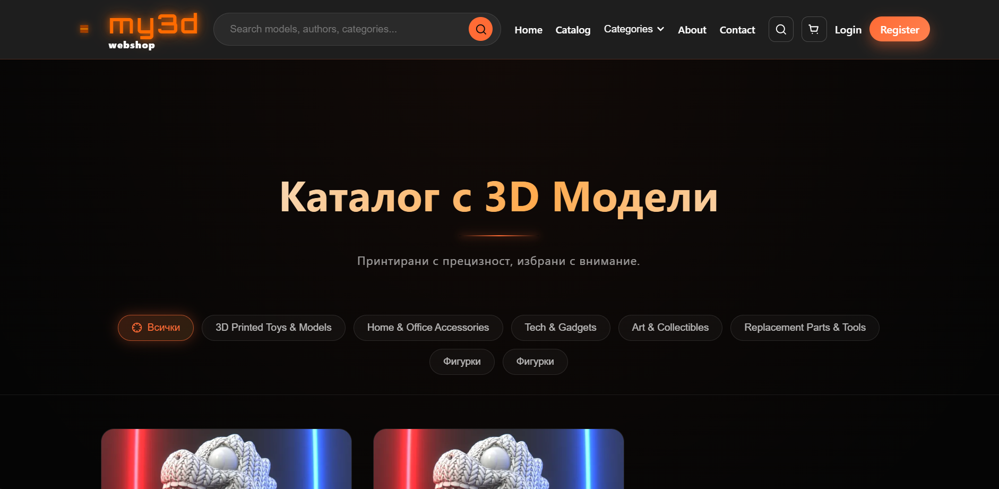 my3d
webshop
Search models, authors, categories...
Home
Catalog
Categories
About
Contact
Login
Register
Каталог с 3D Модели
Принтирани с прецизност, избрани с внимание.
Всички
3D Printed Toys & Models
Home & Office Accessories
Tech & Gadgets
Art & Collectibles
Replacement Parts & Tools
Фигурки
Фигурки